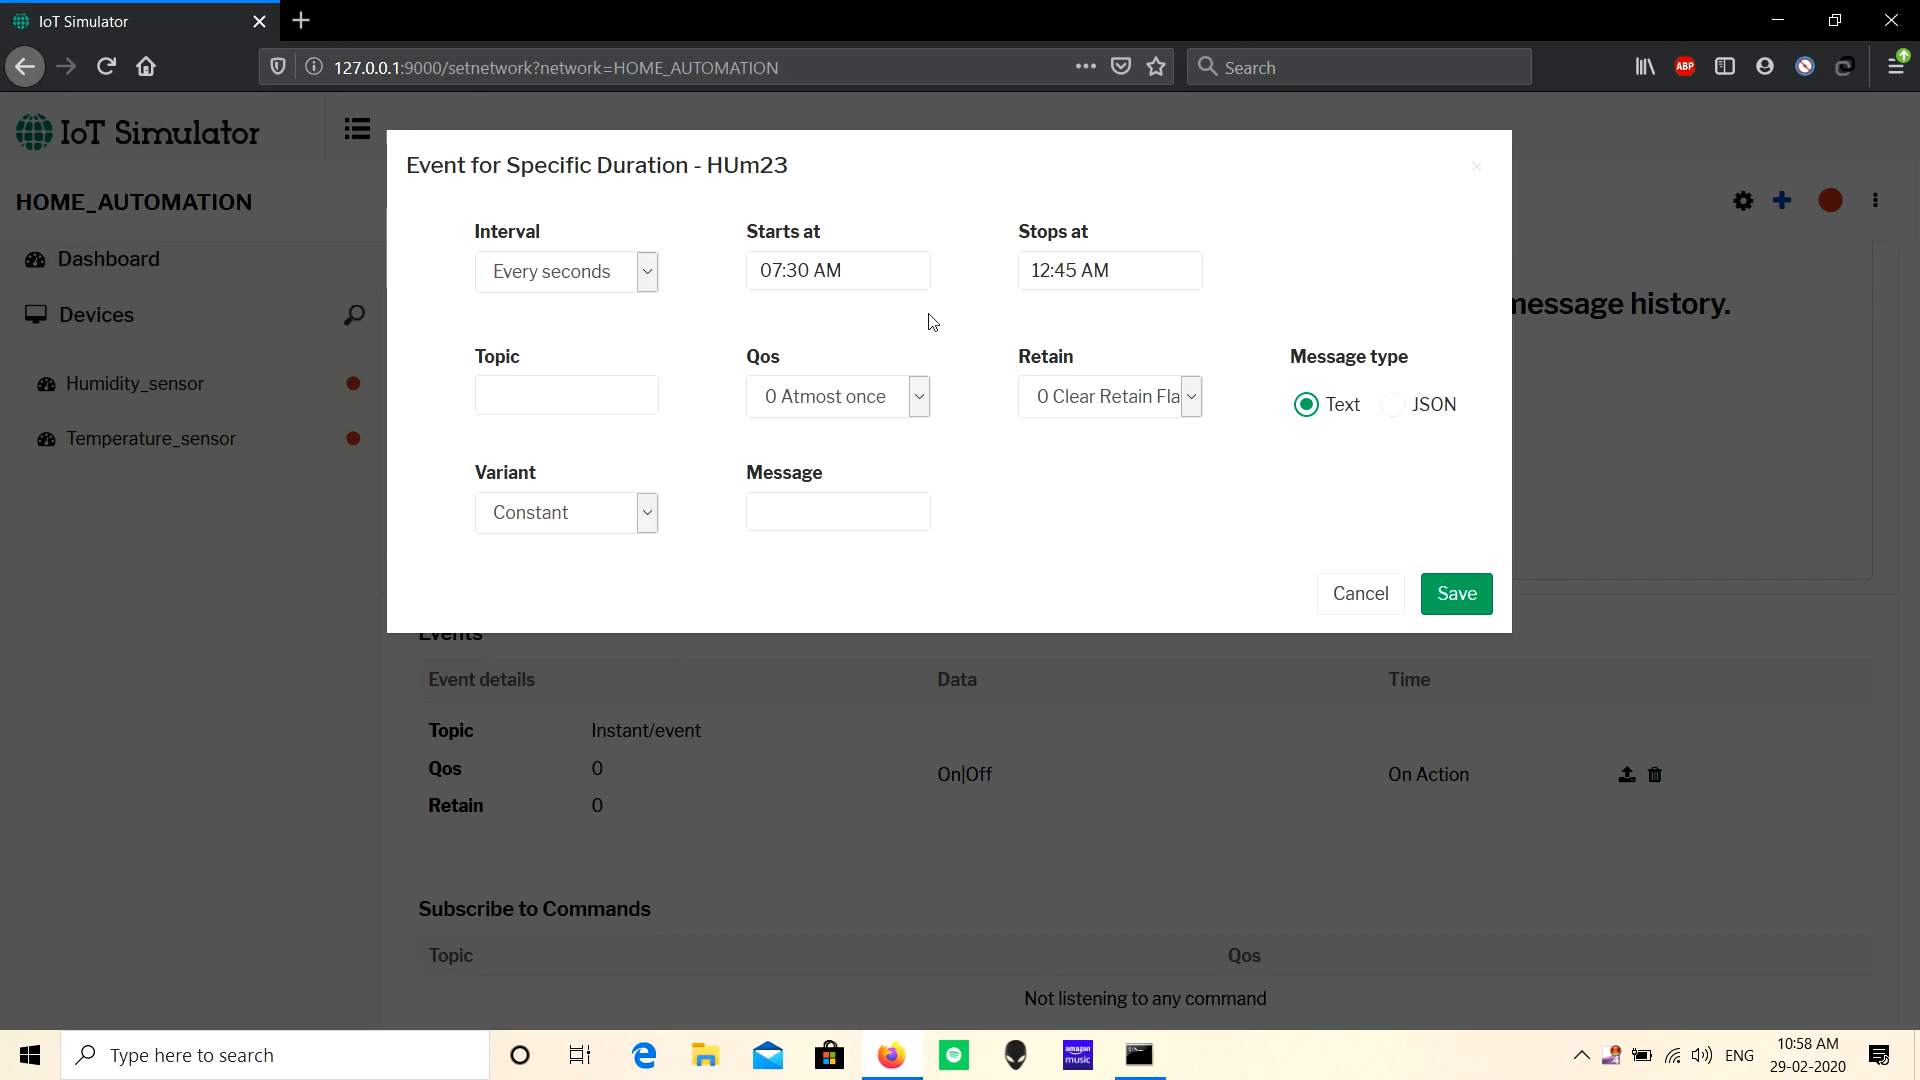 IoT Simulator
127.0.0.1:9000/setnetwork?network=HOME_AUTOMATION
Search
ABP
IoT Simulator
HOME_AUTOMATION
Dashboard
Devices
Humidity_sensor
Temperature_sensor
Event for Specific Duration - HUm23
Interval
Starts at
Stops at
Every seconds
07:30 AM
12:45 AM
Topic
Qos
Retain
Message type
0 Atmost once
0 Clear Retain Fla
Text
JSON
Variant
Message
Constant
Cancel
Save
message history.
Events
Event details
Data
Time
Topic
Instant/event
Qos
0
On|Off
On Action
Retain
0
Subscribe to Commands
Topic
Qos
Not listening to any command
Type here to search
amazon music
ENG
10:58 AM
29-02-2020